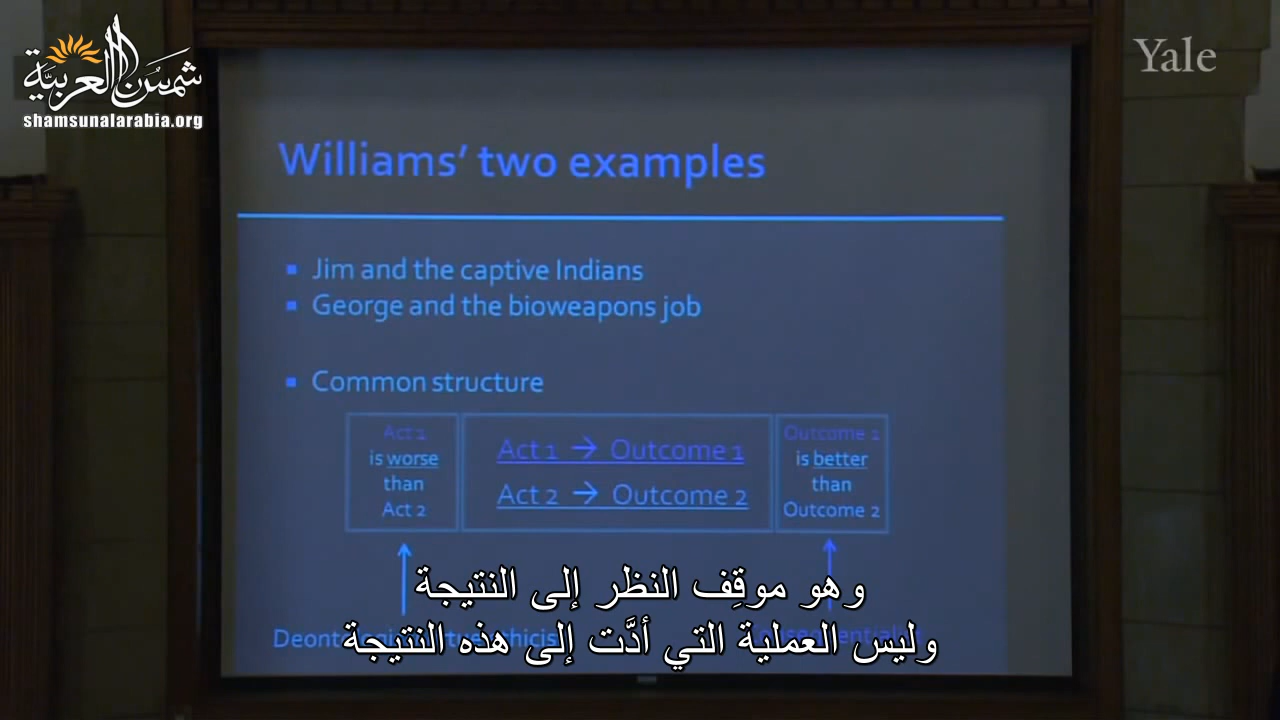 شمس العربية
shamsunalarabia.org
Yale
Williams' two examples
Jim and the captive Indians
George and the bioweapons job
Common structure
Act 1
is worse
than
Act 2
Act 1 → Outcome 1
Act 2 → Outcome 2
Outcome 1
is better
than
Outcome 2
وهو موقِف النظر إلى النتيجة
وليس العملية التي أدَّت إلى هذه النتيجة